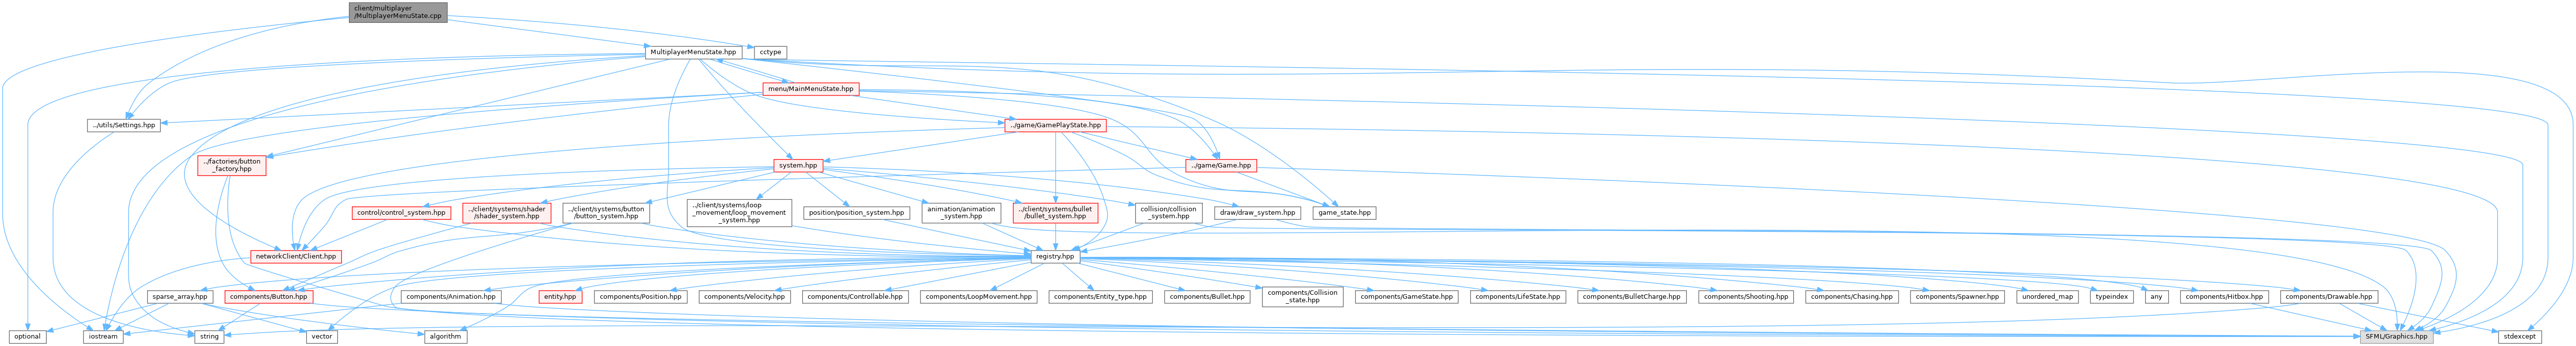 client/multiplayer
/MultiplayerMenuState.cpp
MultiplayerMenuState.hpp
cctype
menu/MainMenuState.hpp
../utils/Settings.hpp
../game/GamePlayState.hpp
../factories/button
_factory.hpp
system.hpp
../game/Game.hpp
control/control_system.hpp
../client/systems/shader
/shader_system.hpp
../client/systems/button
/button_system.hpp
../client/systems/loop
_movement/loop_movement
_system.hpp
position/position_system.hpp
animation/animation
_system.hpp
../client/systems/bullet
/bullet_system.hpp
collision/collision
_system.hpp
draw/draw_system.hpp
game_state.hpp
networkClient/Client.hpp
registry.hpp
sparse_array.hpp
components/Button.hpp
components/Animation.hpp
entity.hpp
components/Position.hpp
components/Velocity.hpp
components/Controllable.hpp
components/LoopMovement.hpp
components/Entity_type.hpp
components/Bullet.hpp
components/Collision
_state.hpp
components/GameState.hpp
components/LifeState.hpp
components/BulletCharge.hpp
components/Shooting.hpp
components/Chasing.hpp
components/Spawner.hpp
unordered_map
typeindex
any
components/Hitbox.hpp
components/Drawable.hpp
optional
iostream
string
vector
algorithm
SFML/Graphics.hpp
stdexcept